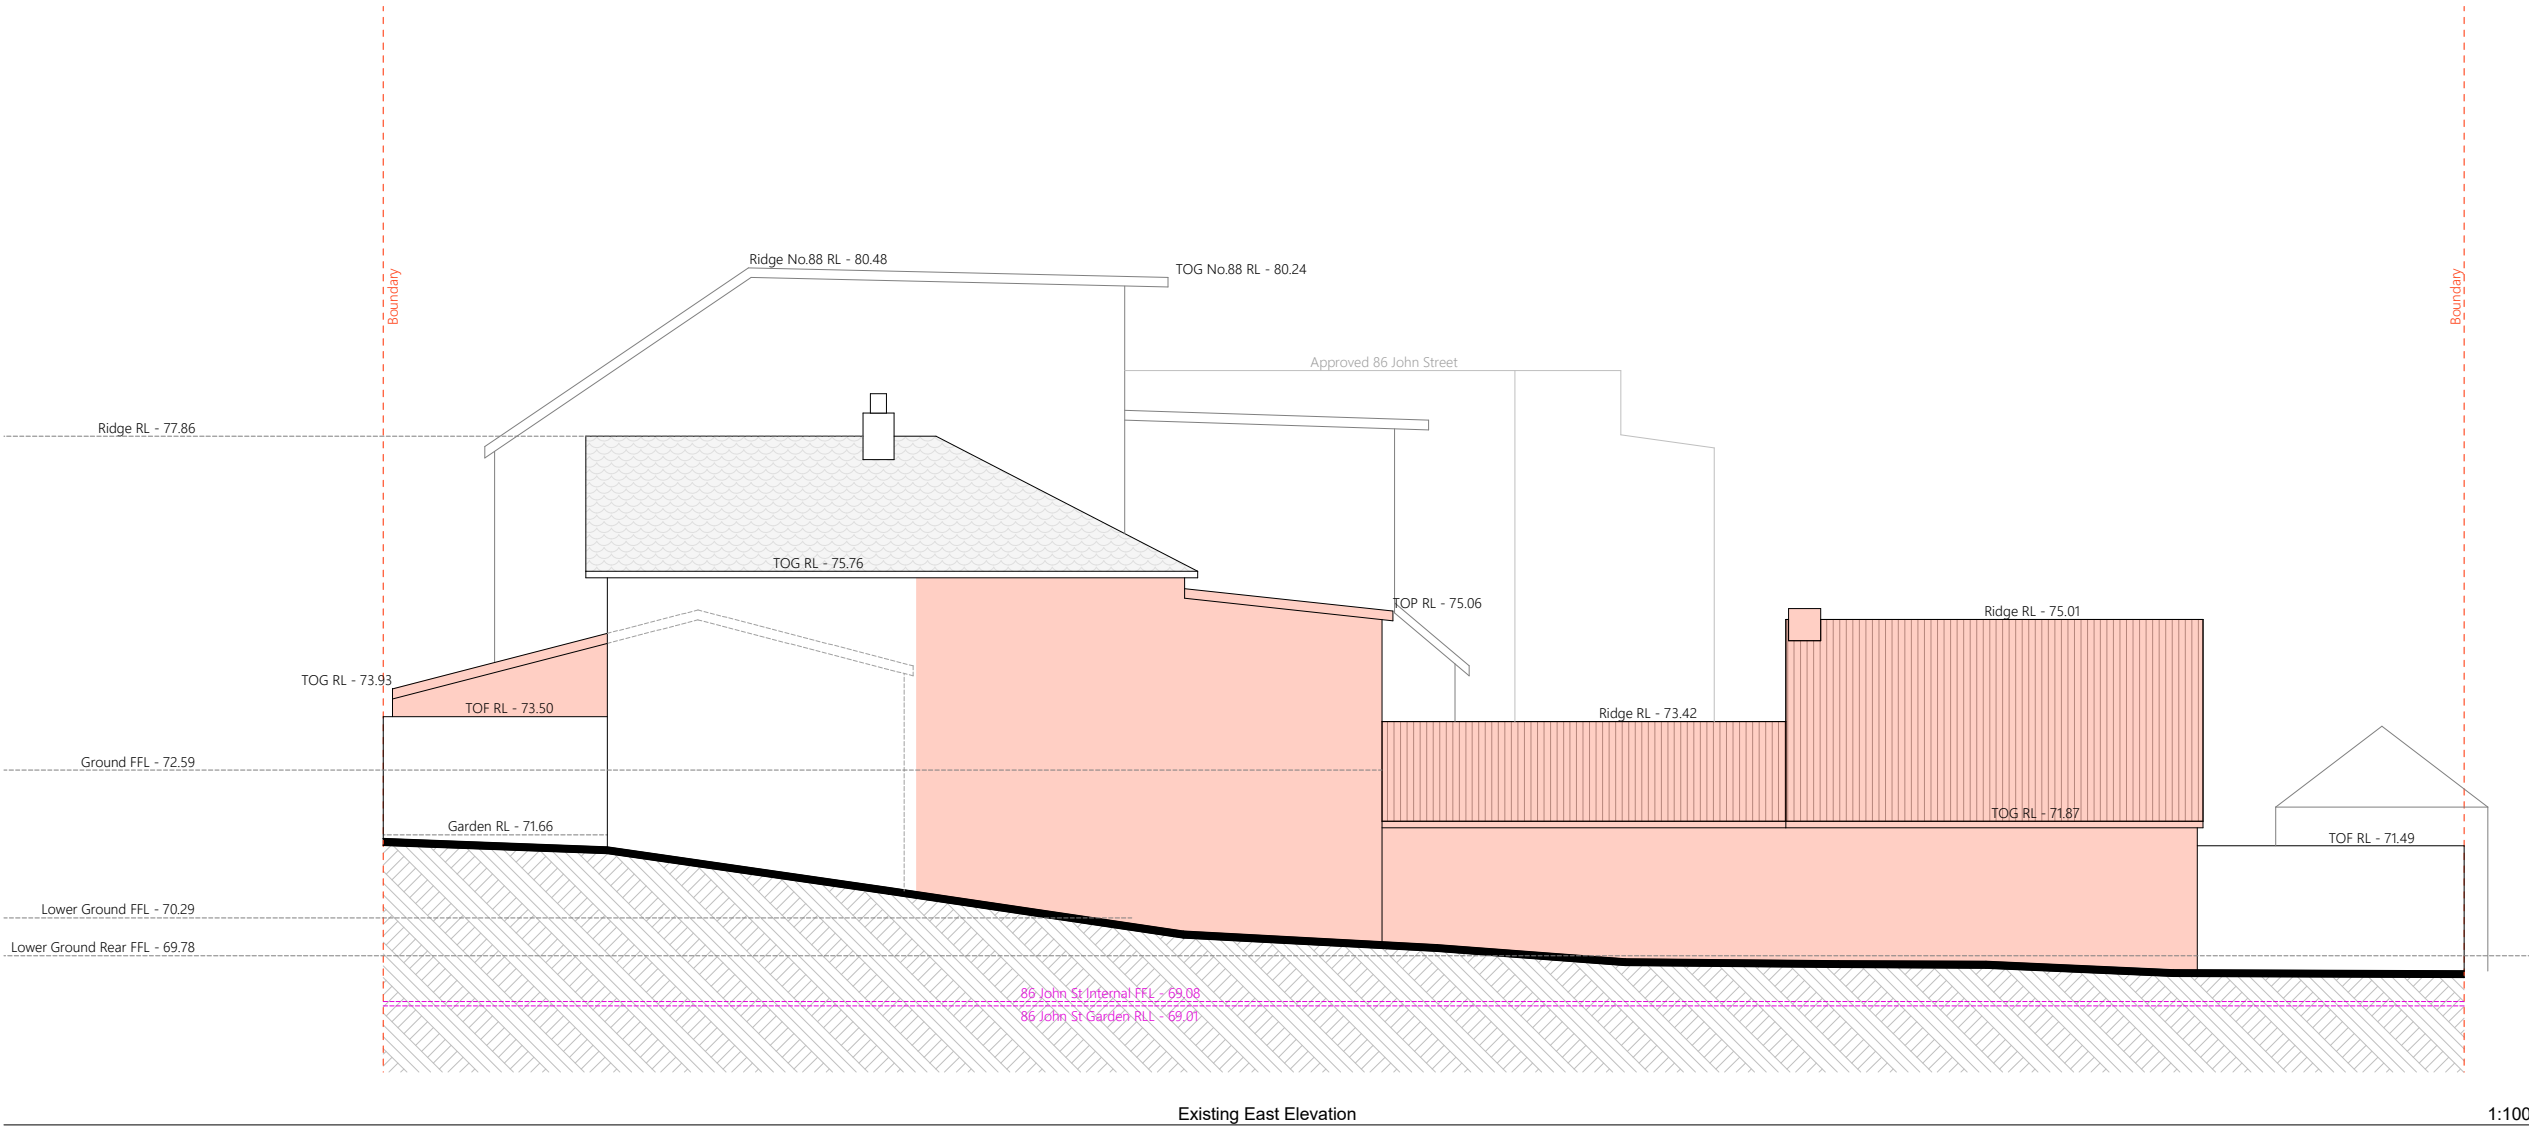 Ridge No.88 RL - 80.48
TOG No.88 RL - 80.24
Boundary
Boundary
Approved 86 John Street
Ridge RL - 77.86
TOG RL - 75.76
TOP RL - 75.06
Ridge RL - 75.01
TOG RL - 73.93
TOF RL - 73.50
Ridge RL - 73.42
Ground FFL - 72.59
TOG RL - 71.87
Garden RL - 71.66
TOF RL - 71.49
Lower Ground FFL - 70.29
Lower Ground Rear FFL - 69.78
86 John St Internal FFL - 69.08
86 John St Garden RLL - 69.01
Existing East Elevation
1:100